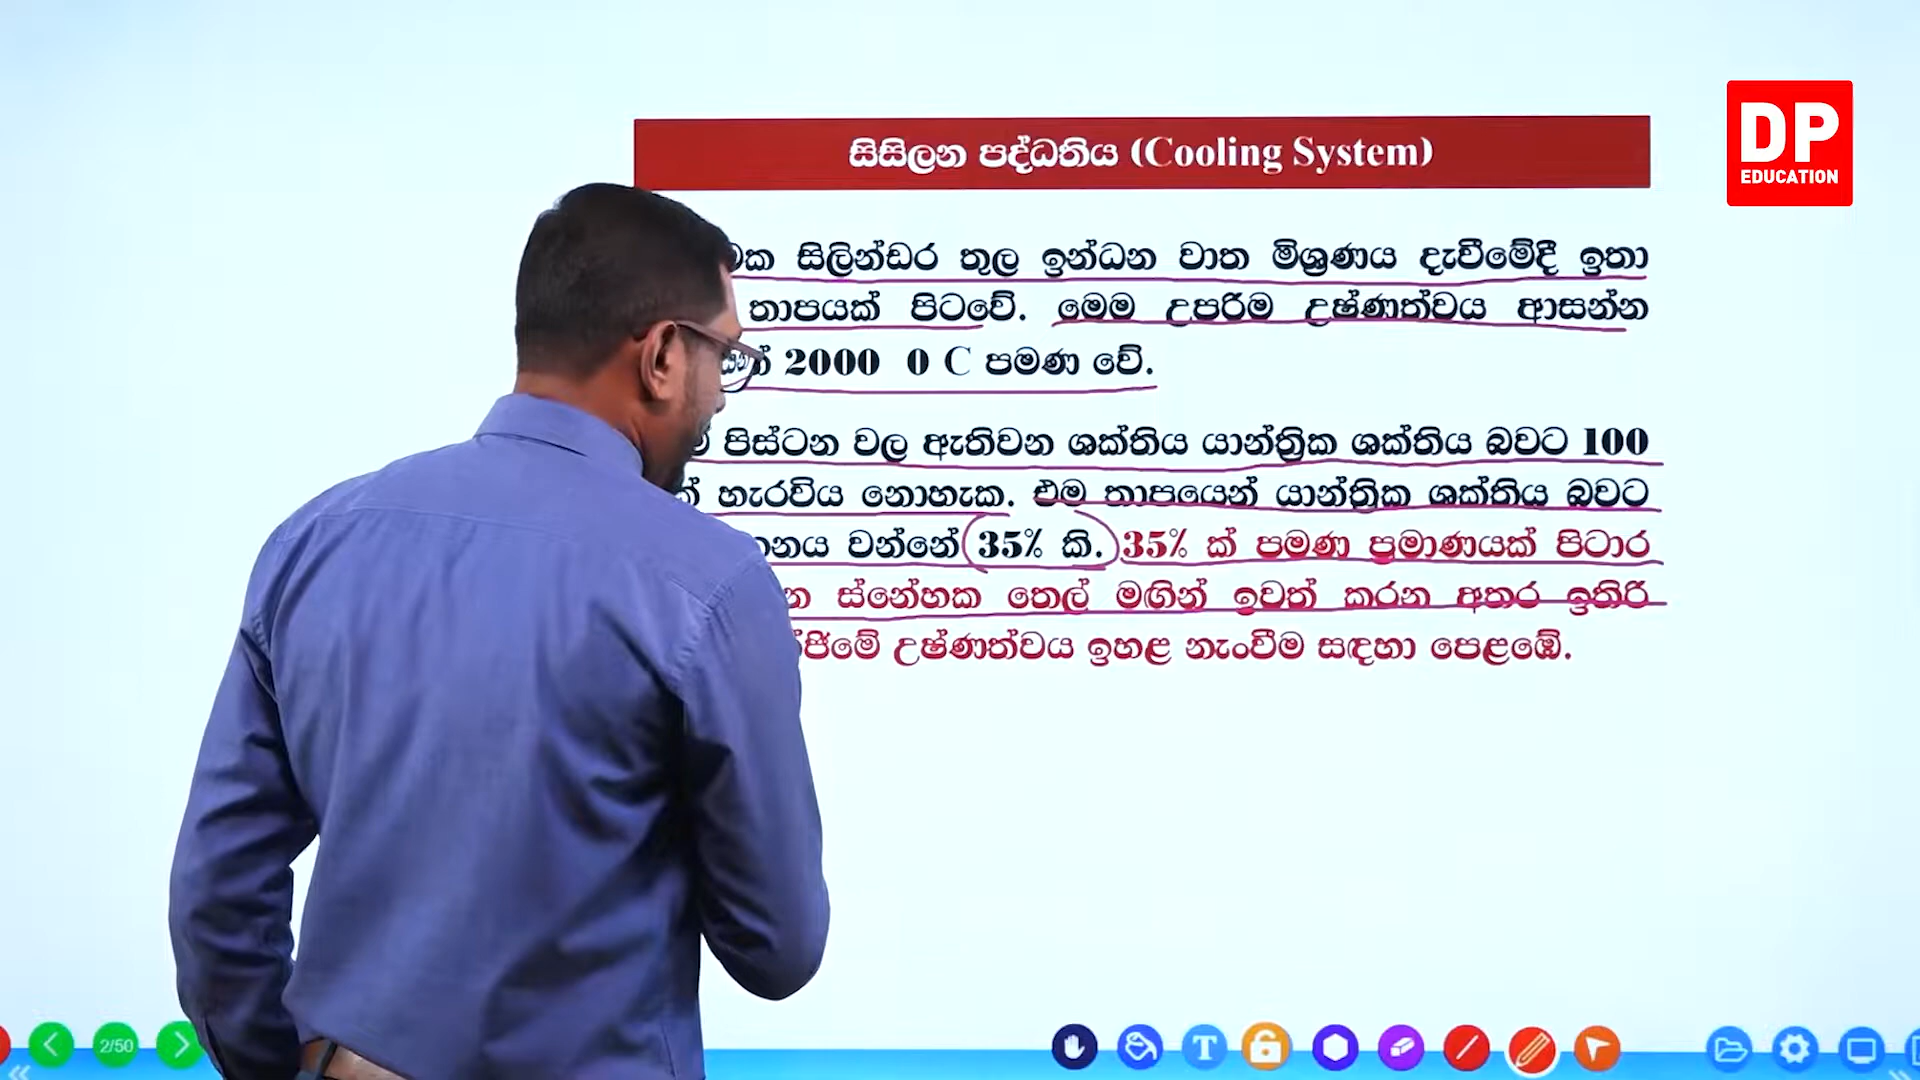 සිසිලන පද්ධතිය (Cooling System)
DP
EDUCATION
සිලින්ඩර තුල ඉන්ධන වාත මිශ්‍රණය දැවීමේදී ඉතා
තාපයක් පිටවේ. මෙම උපරිම උෂ්ණත්වය ආසන්න
2000 0 C පමණ වේ.
පිස්ටන වල ඇතිවන ශක්තිය යාන්ත්‍රික ශක්තිය බවට 100
හැරවිය නොහැක. එම තාපයෙන් යාන්ත්‍රික ශක්තිය බවට
වන්නේ 35% කි. 35% ක් පමණ ප්‍රමාණයක් පිටාර
ස්නේහක තෙල් මඟින් ඉවත් කරන අතර ඉතිරි
උෂ්ණත්වය ඉහළ නැංවීම සඳහා පෙළඹේ.
2/50